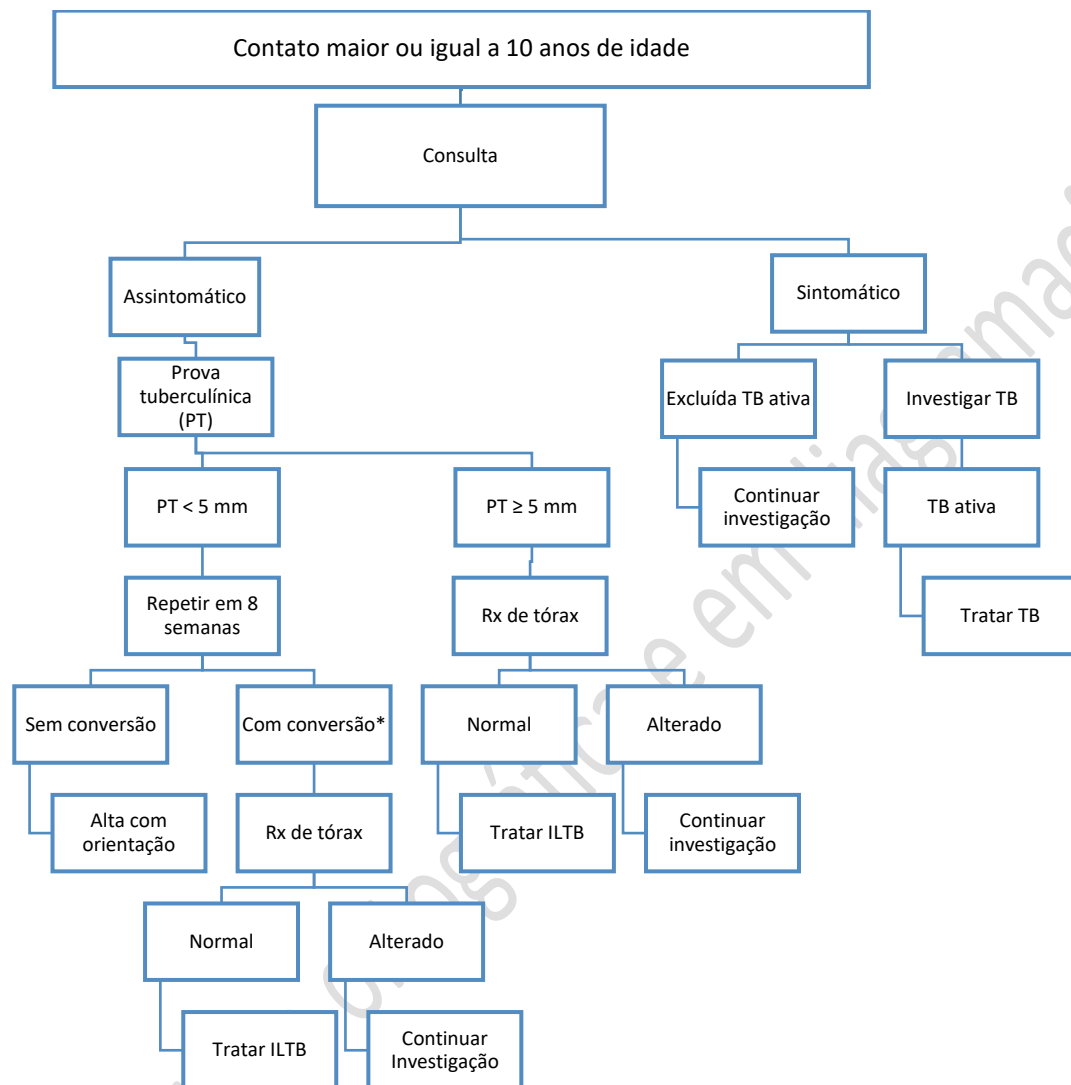 Contato maior ou igual a 10 anos de idade
Consulta
Assintomático
Sintomático
Prova
tuberculínica
(PT)
Excluída TB ativa
Investigar TB
PT < 5 mm
PT ≥ 5 mm
Continuar
investigação
TB ativa
Repetir em 8
semanas
Rx de tórax
Tratar TB
Sem conversão
Com conversão*
Normal
Alterado
Alta com
orientação
Rx de tórax
Tratar ILTB
Continuar
investigação
Normal
Alterado
Tratar ILTB
Continuar
Investigação